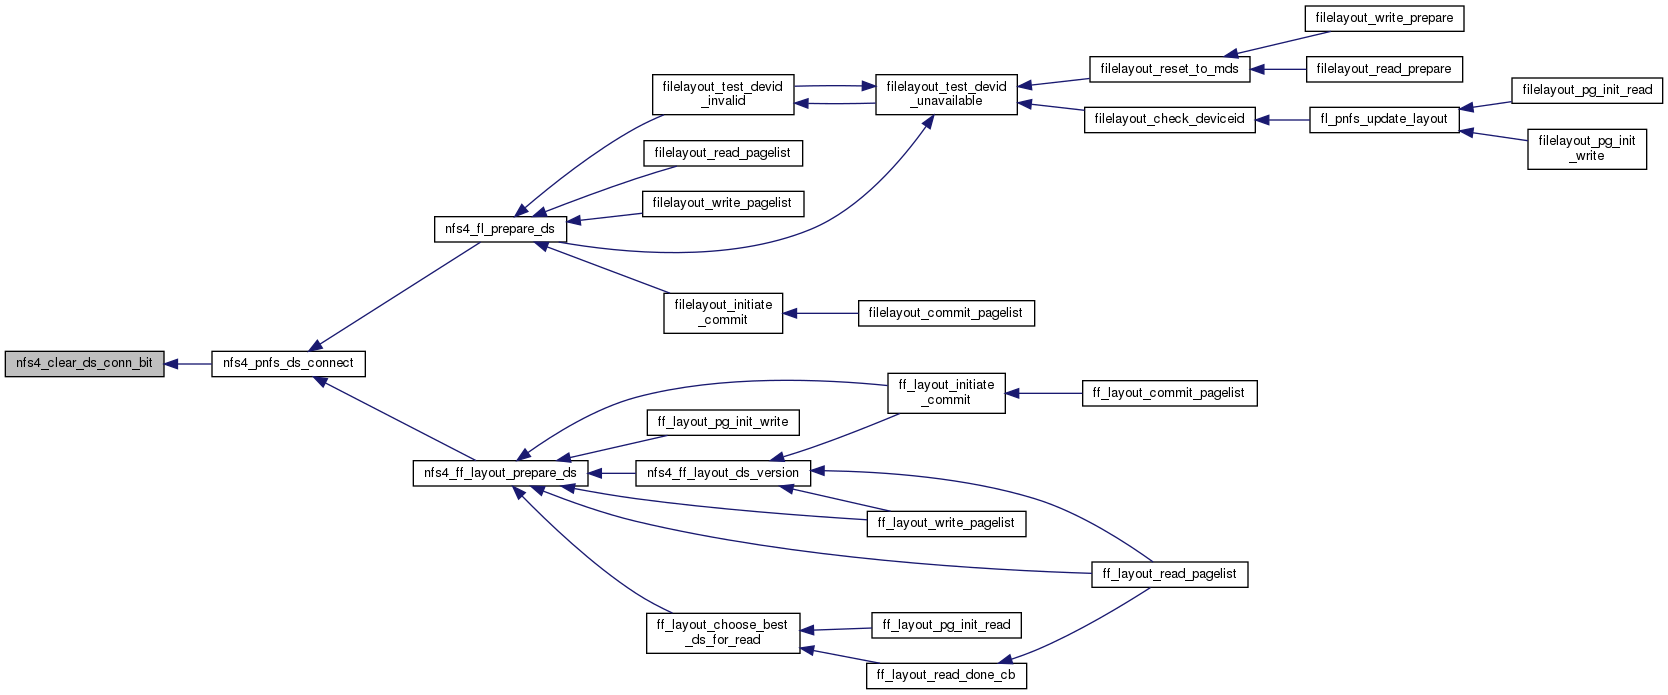 filelayout_write_prepare
filelayout_reset_to_mds
filelayout_read_prepare
filelayout_test_devid
_invalid
filelayout_test_devid
_unavailable
filelayout_pg_init_read
filelayout_check_deviceid
fl_pnfs_update_layout
filelayout_read_pagelist
filelayout_pg_init
_write
filelayout_write_pagelist
nfs4_fl_prepare_ds
filelayout_initiate
_commit
filelayout_commit_pagelist
nfs4_clear_ds_conn_bit
nfs4_pnfs_ds_connect
ff_layout_initiate
_commit
ff_layout_commit_pagelist
ff_layout_pg_init_write
nfs4_ff_layout_prepare_ds
nfs4_ff_layout_ds_version
ff_layout_write_pagelist
ff_layout_read_pagelist
ff_layout_choose_best
_ds_for_read
ff_layout_pg_init_read
ff_layout_read_done_cb